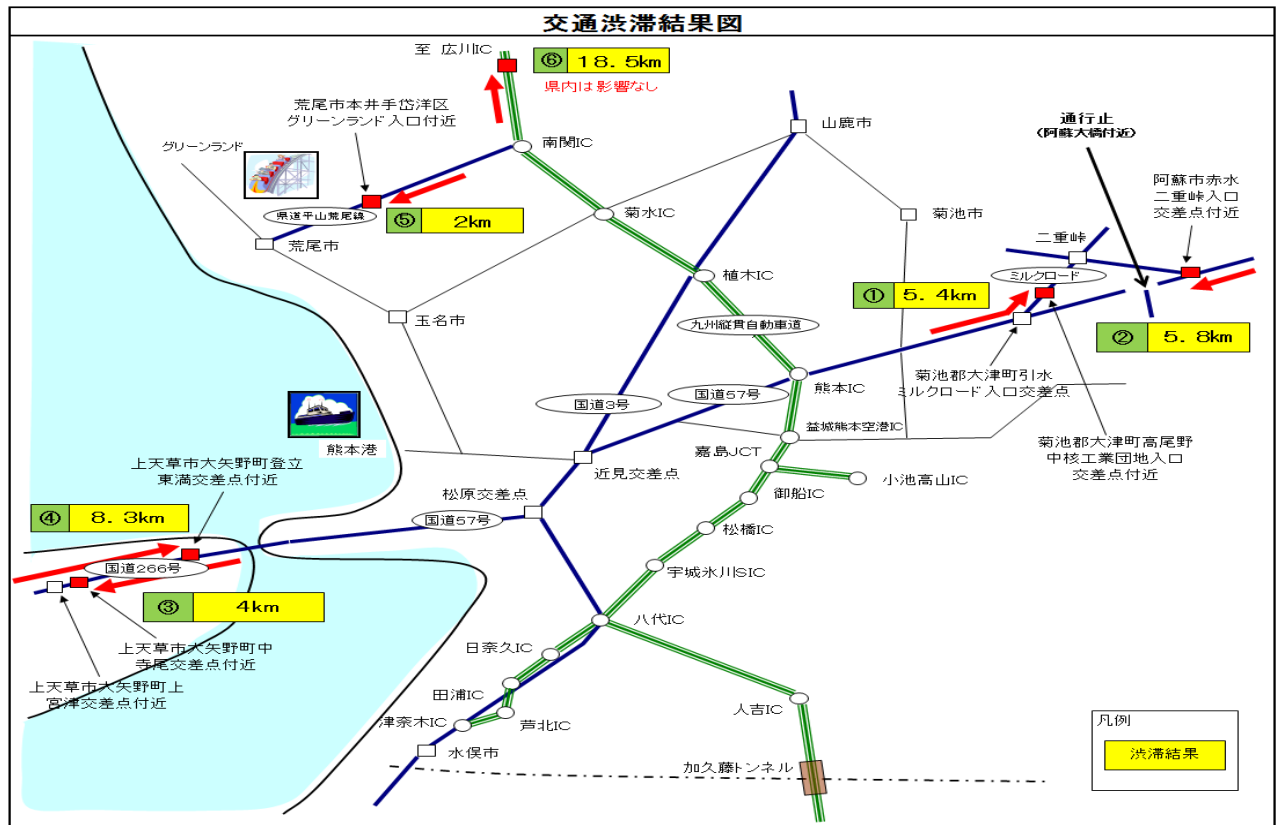 交通渋滞結果図
至 広川IC
⑥ 18.5km
県内は影響なし
荒尾市本井手岱洋区
グリーンランド入口付近
グリーンランド
南関IC
山鹿市
通行止
(阿蘇大橋付近)
阿蘇市赤水
二重峠入口
交差点付近
県道平山荒尾線
⑤ 2km
菊水IC
菊池市
二重峠
荒尾市
植木IC
ミルクロード
① 5.4km
玉名市
九州縦貫自動車道
② 5.8km
熊本IC
菊池郡大津町引水
ミルクロード入口交差点
国道3号
国道57号
熊本港
益城熊本空港IC
嘉島JCT
菊池郡大津町高尾野
中核工業団地入口
交差点付近
上天草市大矢野町登立
東満交差点付近
近見交差点
小池高山IC
松原交差点
御船IC
④ 8.3km
国道57号
松橋IC
国道266号
宇城氷川SIC
③ 4km
八代IC
上天草市大矢野町中
寺尾交差点付近
日奈久IC
上天草市大矢野町上
宮津交差点付近
田浦IC
人吉IC
津奈木IC
芦北IC
凡例
水俣市
渋滞結果
加久藤トンネル